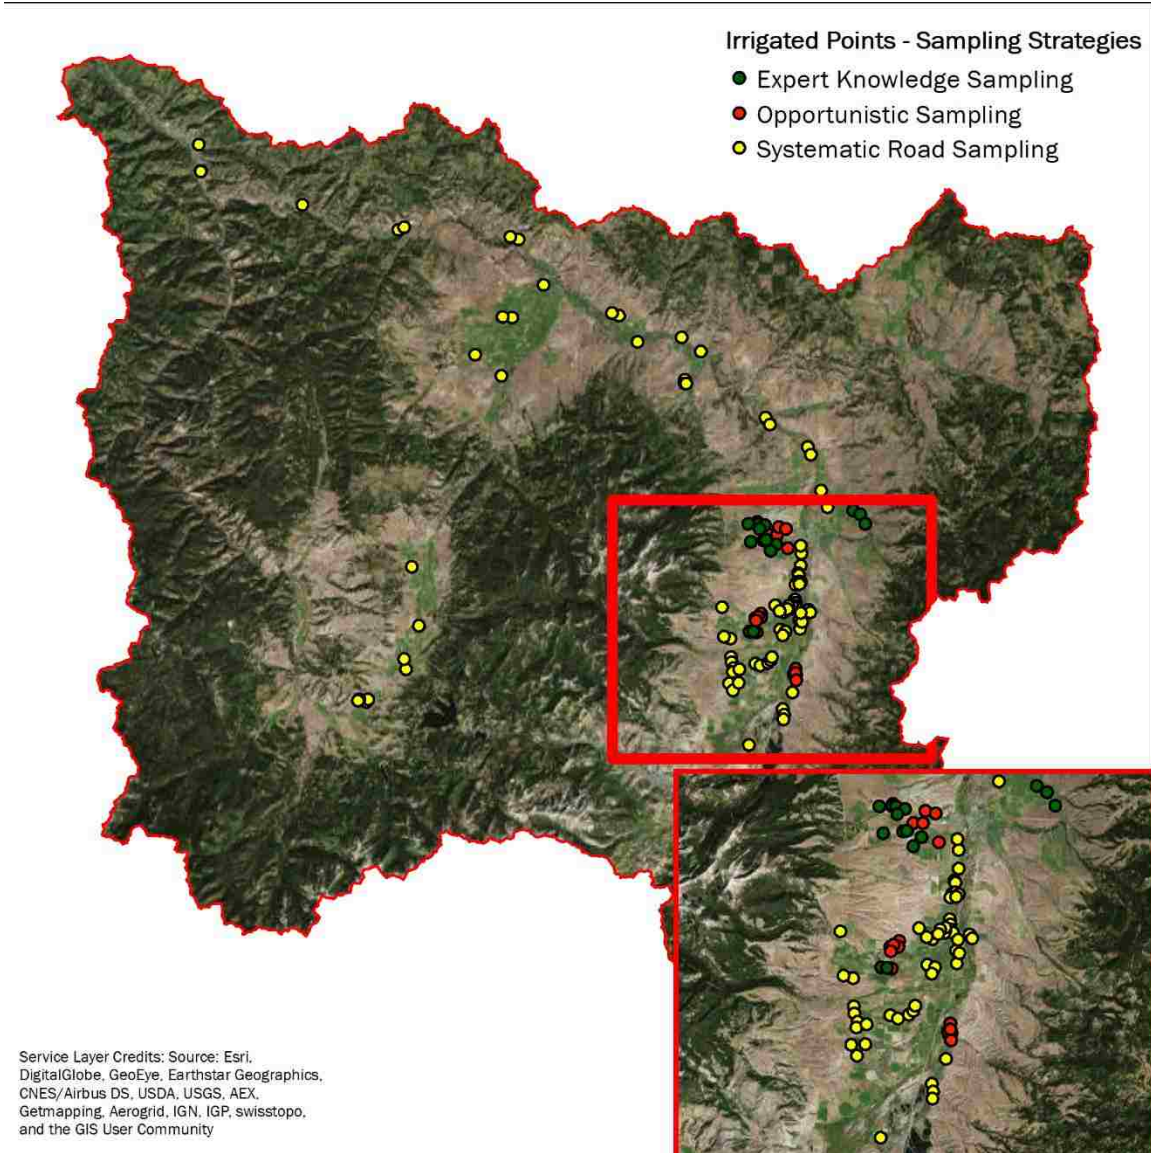 Irrigated Points - Sampling Strategies
Expert Knowledge Sampling
Opportunistic Sampling
Systematic Road Sampling
Service Layer Credits: Source: Esri,
DigitalGlobe, GeoEye, Earthstar Geographics,
CNES/Airbus DS, USDA, USGS, AEX,
Getmapping, Aerogrid, IGN, IGP, swisstopo,
and the GIS User Community